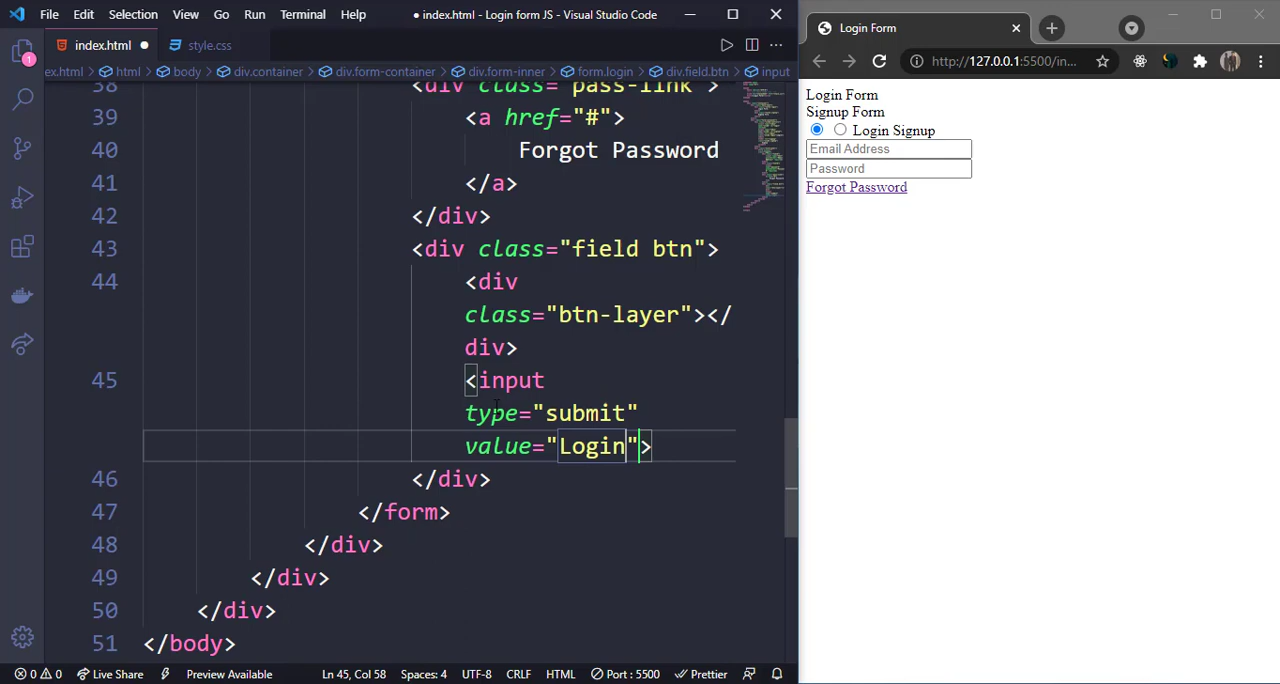 File Edit Selection View Go Run Terminal Help ● index.html - Login form JS - Visual Studio Code
index.html ● style.css
ex.html > html > body > div.container > div.form-container > div.form-inner > form.login > div.field.btn > input
38 <div class="pass-link">
39 <a href="#">
40 Forgot Password
41 </a>
42 </div>
43 <div class="field btn">
44 <div
class="btn-layer"></
div>
45 <input
type="submit"
value="Login">
46 </div>
47 </form>
48 </div>
49 </div>
50 </div>
51 </body>
1
0 0 Live Share Preview Available Ln 45, Col 58 Spaces: 4 UTF-8 CRLF HTML Port : 5500 Prettier
Login Form
http://127.0.0.1:5500/in...
Login Form
Signup Form
Login Signup
Email Address
Password
Forgot Password